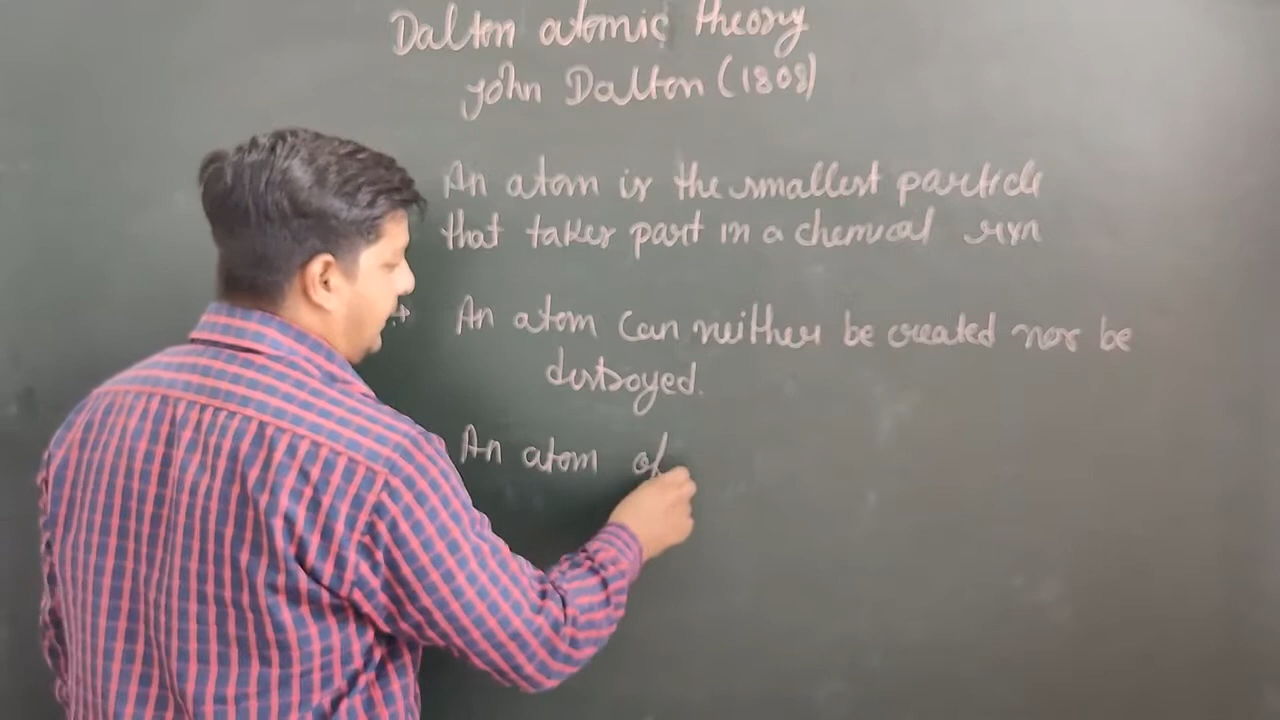 Dalton atomic theory
john Dalton (1808)
An atom is the smallest particle
that takes part in a chemical rxn
An atom can neither be created nor be
destroyed.
An atom of